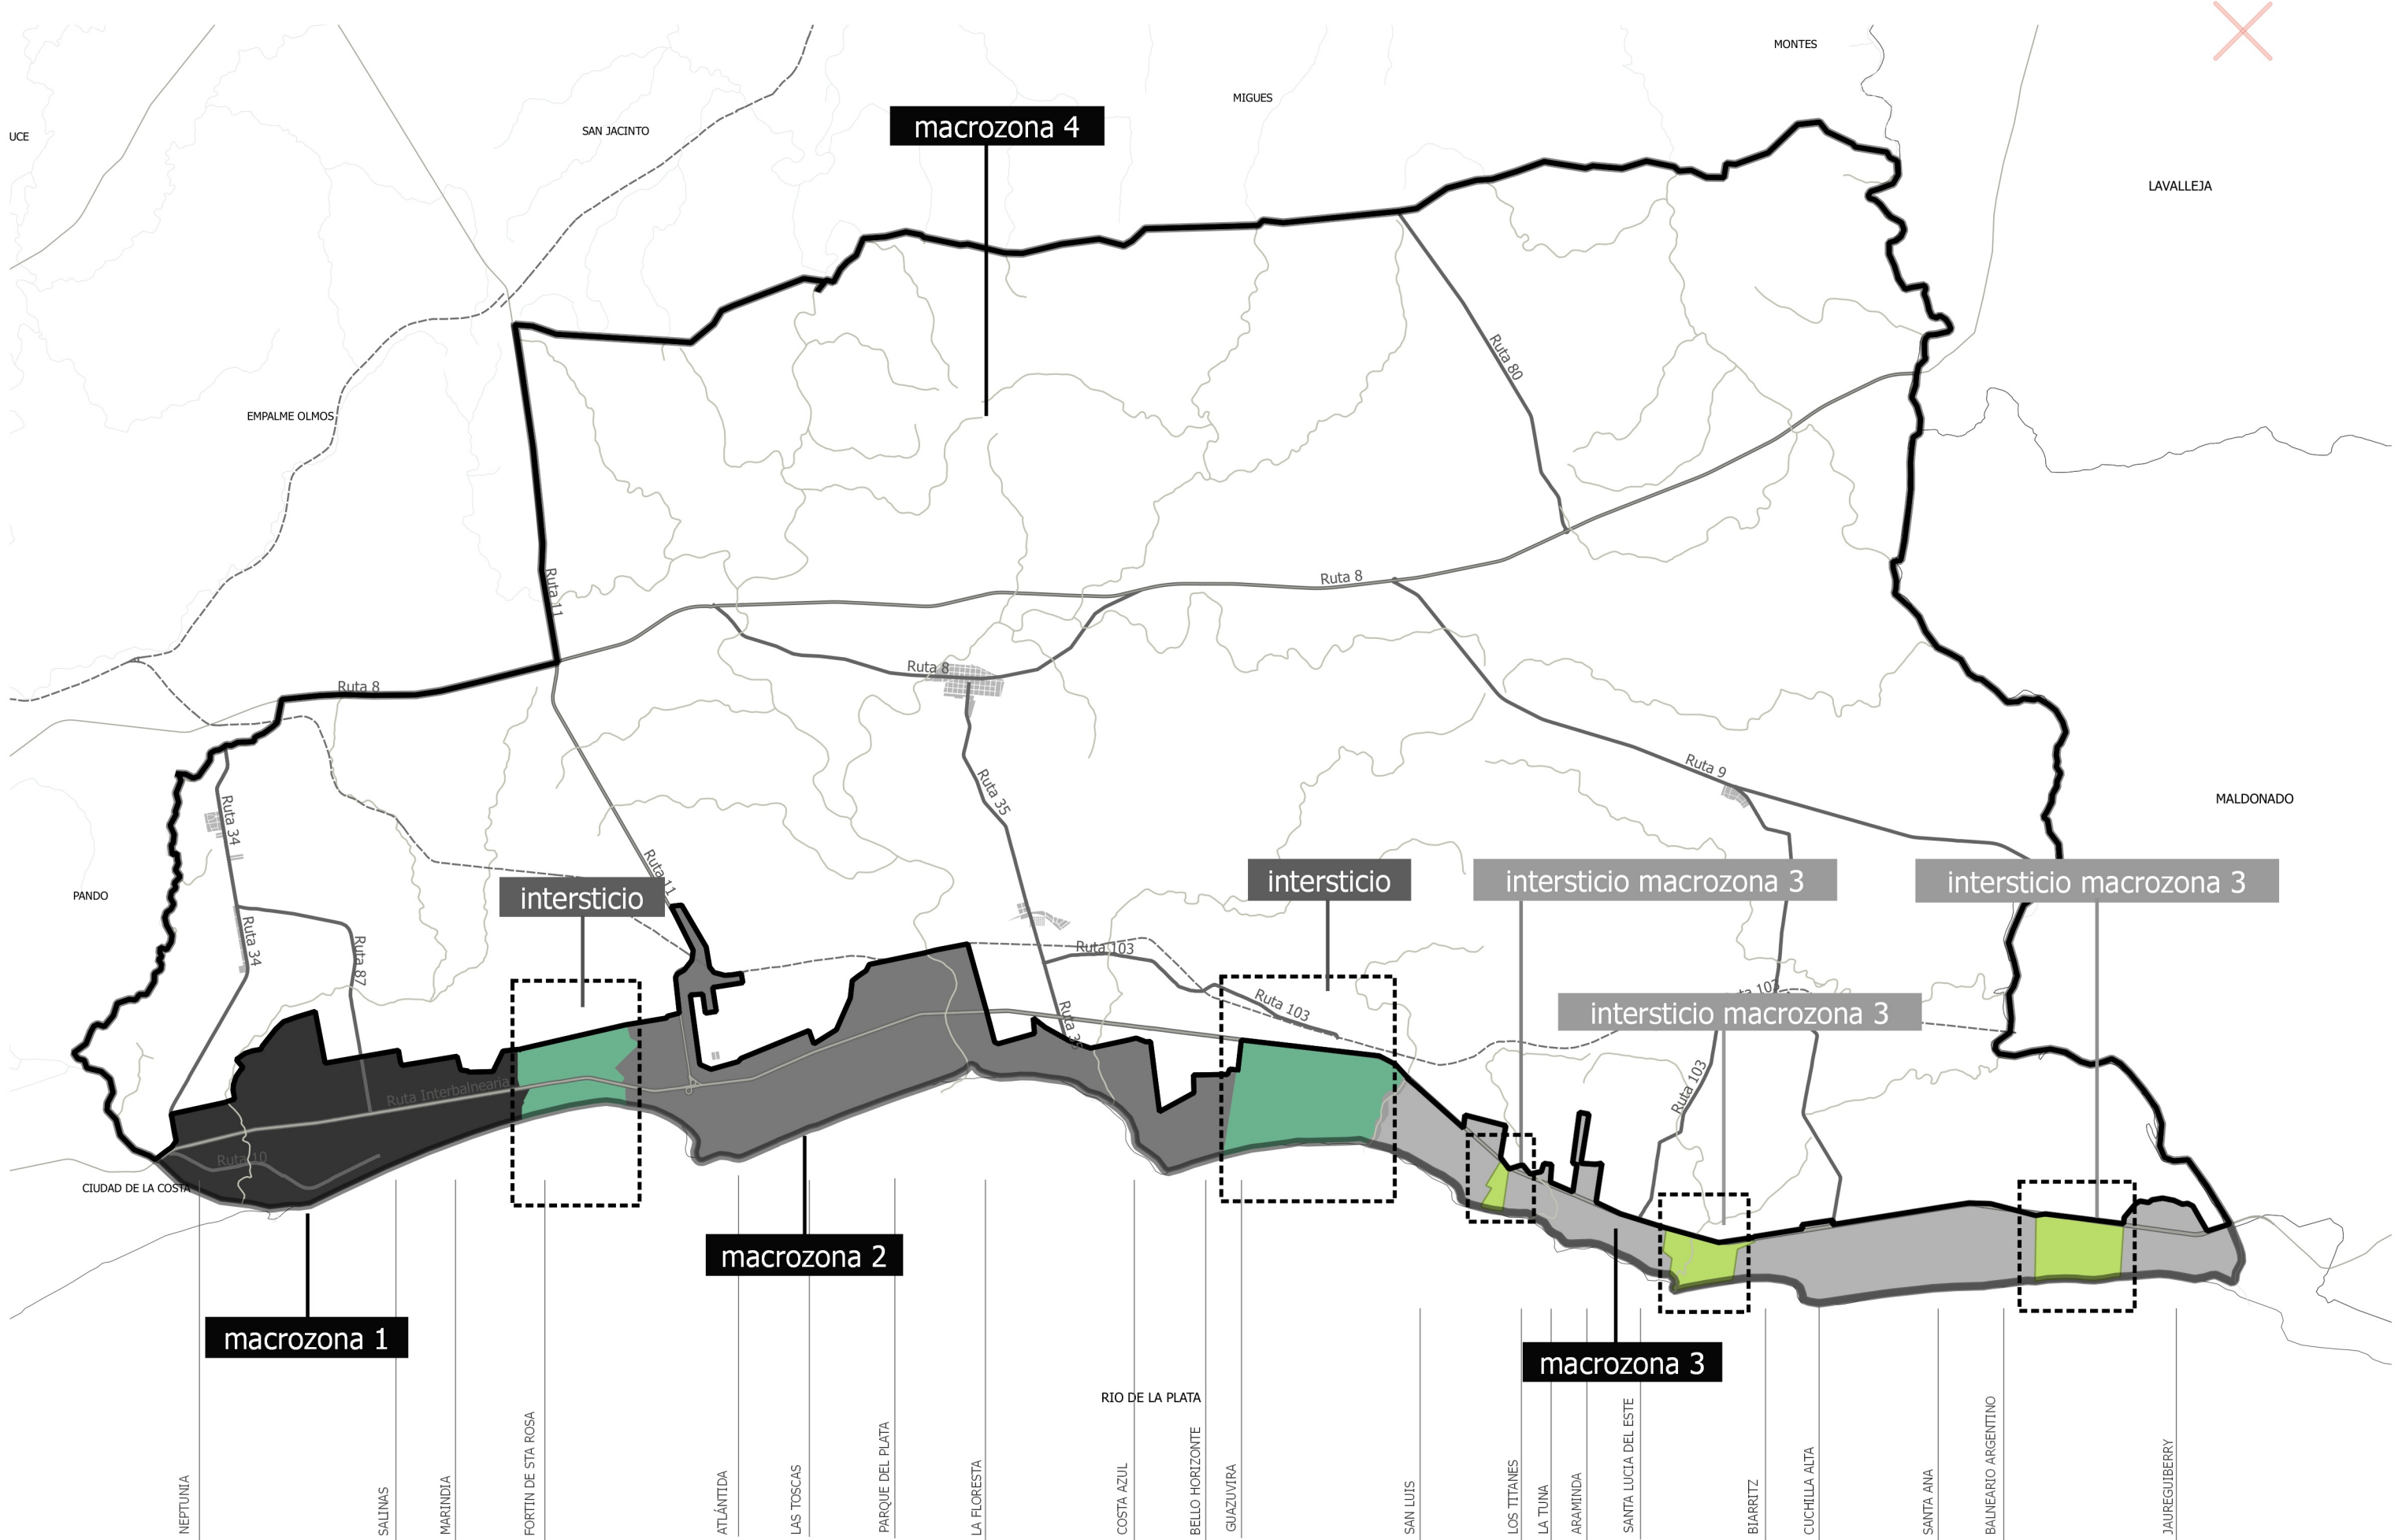 MONTES
MIGUES
UCE
SAN JACINTO
macrozona 4
LAVALLEJA
Ruta 80
EMPALME OLMOS
Ruta 11
Ruta 8
Ruta 8
Ruta 8
Ruta 9
Ruta 35
MALDONADO
Ruta 34
PANDO
Ruta 11
intersticio
intersticio
intersticio macrozona 3
intersticio macrozona 3
Ruta 34
Ruta 87
Ruta 103
Ruta 103
intersticio macrozona 3
Ruta 103
Ruta Interbalnearia
Ruta 10
CIUDAD DE LA COSTA
macrozona 2
macrozona 1
macrozona 3
RIO DE LA PLATA
NEPTUNIA
SALINAS
MARINDIA
FORTIN DE STA ROSA
ATLÁNTIDA
LAS TOSCAS
PARQUE DEL PLATA
LA FLORESTA
COSTA AZUL
BELLO HORIZONTE
GUAZUVIRA
SAN LUIS
LOS TITANES
LA TUNA
ARAMINDA
SANTA LUCIA DEL ESTE
BIARRITZ
CUCHILLA ALTA
SANTA ANA
BALNEARIO ARGENTINO
JAUREGUIBERRY